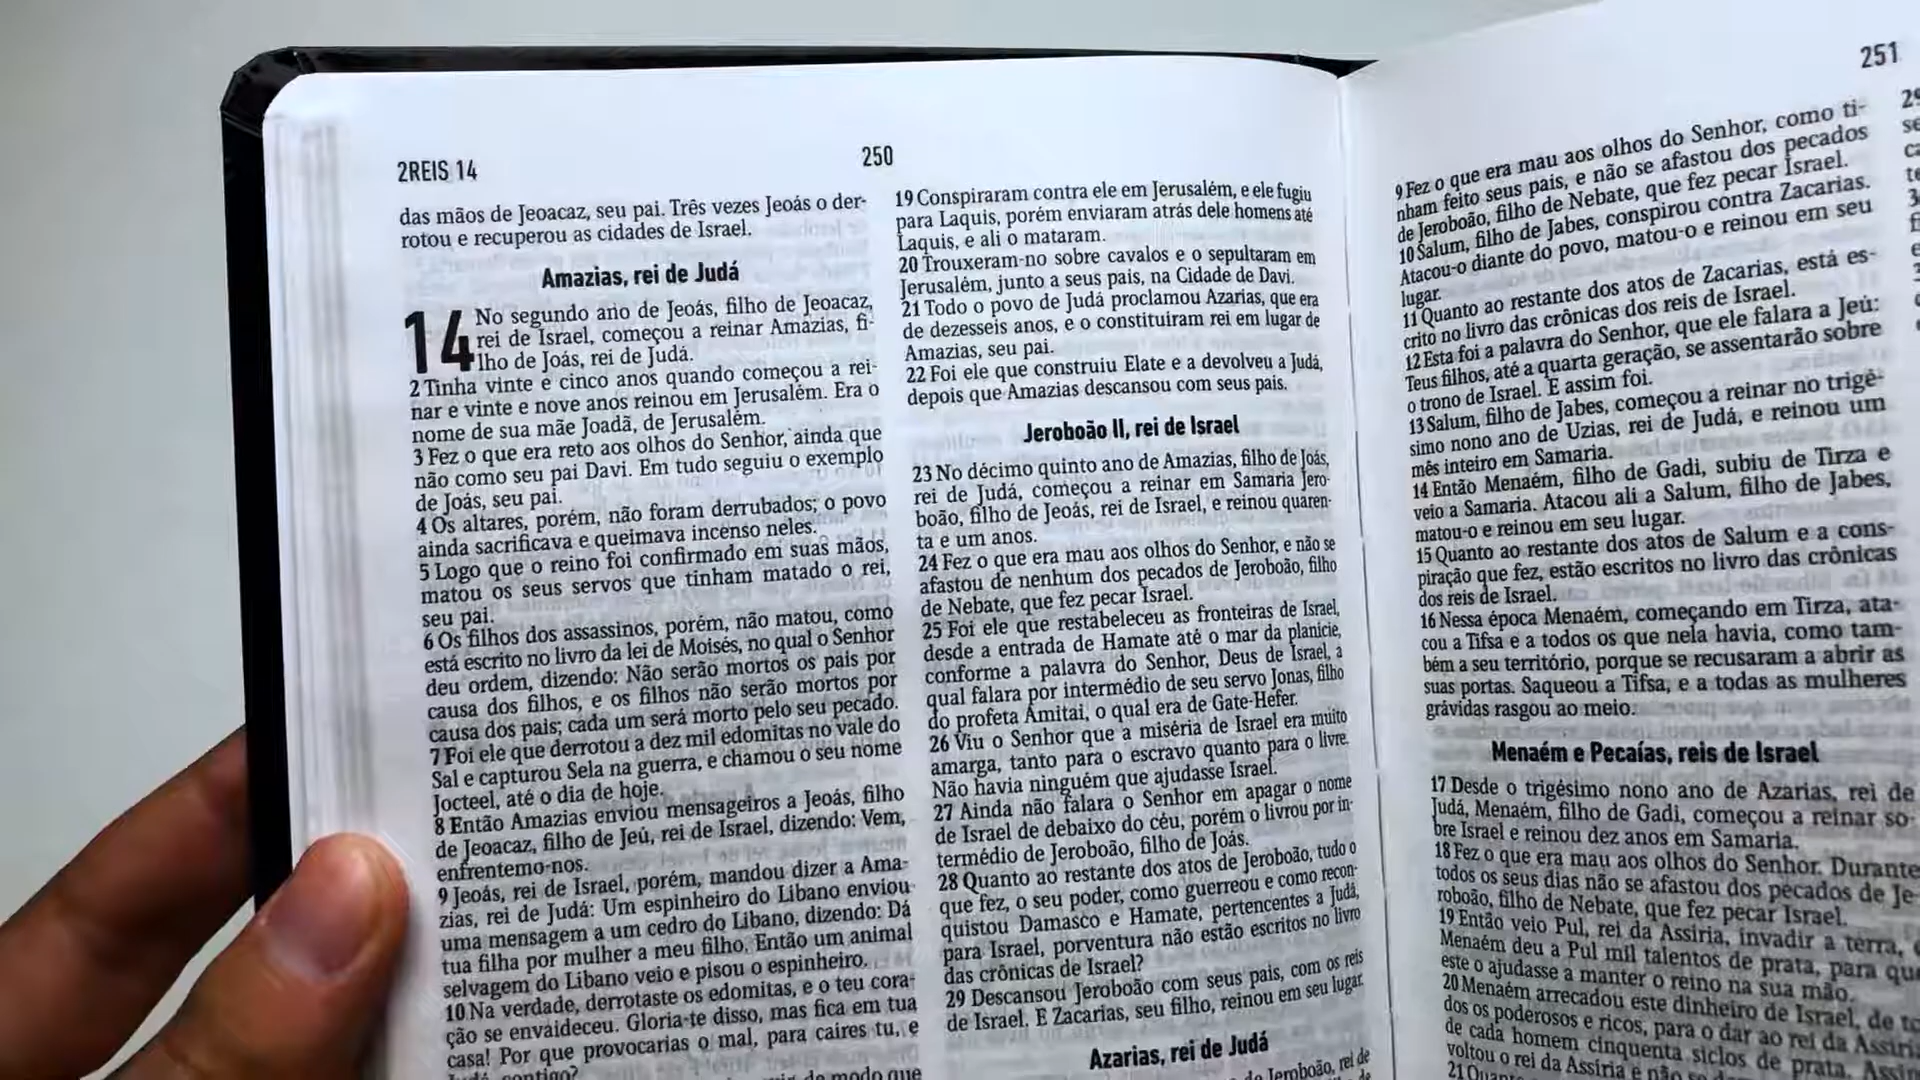 2REIS 14
250
das mãos de Jeoacaz, seu pai. Três vezes Jeoás o der-
rotou e recuperou as cidades de Israel.
Amazias, rei de Judá
14 No segundo ano de Jeoás, filho de Jeoacaz,
rei de Israel, começou a reinar Amazias, fi-
lho de Joás, rei de Judá.
2 Tinha vinte e cinco anos quando começou a rei-
nar e vinte e nove anos reinou em Jerusalém. Era o
nome de sua mãe Joadã, de Jerusalém.
3 Fez o que era reto aos olhos do Senhor, ainda que
não como seu pai Davi. Em tudo seguiu o exemplo
de Joás, seu pai.
4 Os altares, porém, não foram derrubados; o povo
ainda sacrificava e queimava incenso neles.
5 Logo que o reino foi confirmado em suas mãos,
matou os seus servos que tinham matado o rei,
seu pai.
6 Os filhos dos assassinos, porém, não matou, como
está escrito no livro da lei de Moisés, no qual o Senhor
deu ordem, dizendo: Não serão mortos os pais por
causa dos filhos, e os filhos não serão mortos por
causa dos pais; cada um será morto pelo seu pecado.
7 Foi ele que derrotou a dez mil edomitas no vale do
Sal e capturou Sela na guerra, e chamou o seu nome
Jocteel, até o dia de hoje.
8 Então Amazias enviou mensageiros a Jeoás, filho
de Jeoacaz, filho de Jeú, rei de Israel, dizendo: Vem,
enfrentemo-nos.
9 Jeoás, rei de Israel, porém, mandou dizer a Ama-
zias, rei de Judá: Um espinheiro do Líbano enviou
uma mensagem a um cedro do Líbano, dizendo: Dá
tua filha por mulher a meu filho. Então um animal
selvagem do Líbano veio e pisou o espinheiro.
10 Na verdade, derrotaste os edomitas, e o teu cora-
ção se envaideceu. Gloria-te disso, mas fica em tua
casa! Por que provocarias o mal, para caíres tu, e
Judá, contigo?
de modo que
19 Conspiraram contra ele em Jerusalém, e ele fugiu
para Laquis, porém enviaram atrás dele homens até
Laquis, e ali o mataram.
20 Trouxeram-no sobre cavalos e o sepultaram em
Jerusalém, junto a seus pais, na Cidade de Davi.
21 Todo o povo de Judá proclamou Azarias, que era
de dezesseis anos, e o constituíram rei em lugar de
Amazias, seu pai.
22 Foi ele que construiu Elate e a devolveu a Judá,
depois que Amazias descansou com seus pais.
Jeroboão II, rei de Israel
23 No décimo quinto ano de Amazias, filho de Joás,
rei de Judá, começou a reinar em Samaria Jero-
boão, filho de Jeoás, rei de Israel, e reinou quaren-
ta e um anos.
24 Fez o que era mau aos olhos do Senhor, e não se
afastou de nenhum dos pecados de Jeroboão, filho
de Nebate, que fez pecar Israel.
25 Foi ele que restabeleceu as fronteiras de Israel,
desde a entrada de Hamate até o mar da planície,
conforme a palavra do Senhor, Deus de Israel, a
qual falara por intermédio de seu servo Jonas, filho
do profeta Amitai, o qual era de Gate-Hefer.
26 Viu o Senhor que a miséria de Israel era muito
amarga, tanto para o escravo quanto para o livre.
Não havia ninguém que ajudasse Israel.
27 Ainda não falara o Senhor em apagar o nome
de Israel de debaixo do céu, porém o livrou por in-
termédio de Jeroboão, filho de Joás.
28 Quanto ao restante dos atos de Jeroboão, tudo o
que fez, o seu poder, como guerreou e como recon-
quistou Damasco e Hamate, pertencentes a Judá,
para Israel, porventura não estão escritos no livro
das crônicas de Israel?
29 Descansou Jeroboão com seus pais, com os reis
de Israel. E Zacarias, seu filho, reinou em seu lugar.
Azarias, rei de Judá
Jeroboão, rei de
251
9 Fez o que era mau aos olhos do Senhor, como ti-
nham feito seus pais, e não se afastou dos pecados
de Jeroboão, filho de Nebate, que fez pecar Israel.
10 Salum, filho de Jabes, conspirou contra Zacarias.
Atacou-o diante do povo, matou-o e reinou em seu
lugar.
11 Quanto ao restante dos atos de Zacarias, está es-
crito no livro das crônicas dos reis de Israel.
12 Esta foi a palavra do Senhor, que ele falara a Jeú:
Teus filhos, até a quarta geração, se assentarão sobre
o trono de Israel. E assim foi.
13 Salum, filho de Jabes, começou a reinar no trigé-
simo nono ano de Uzias, rei de Judá, e reinou um
mês inteiro em Samaria.
14 Então Menaém, filho de Gadi, subiu de Tirza e
veio a Samaria. Atacou ali a Salum, filho de Jabes,
matou-o e reinou em seu lugar.
15 Quanto ao restante dos atos de Salum e a cons-
piração que fez, estão escritos no livro das crônicas
dos reis de Israel.
16 Nessa época Menaém, começando em Tirza, ata-
cou a Tifsa e a todos os que nela havia, como tam-
bém a seu território, porque se recusaram a abrir as
suas portas. Saqueou a Tifsa, e a todas as mulheres
grávidas rasgou ao meio.
Menaém e Pecaías, reis de Israel
17 Desde o trigésimo nono ano de Azarias, rei de
Judá, Menaém, filho de Gadi, começou a reinar so-
bre Israel e reinou dez anos em Samaria.
18 Fez o que era mau aos olhos do Senhor. Durante
todos os seus dias não se afastou dos pecados de Je-
roboão, filho de Nebate, que fez pecar Israel.
19 Então veio Pul, rei da Assíria, invadir a terra,
Menaém deu a Pul mil talentos de prata, para que
este o ajudasse a manter o reino na sua mão.
20 Menaém arrecadou este dinheiro de Israel, de to
dos os poderosos e ricos, para o dar ao rei da Assíria
de cada homem cinquenta siclos de prata. Assim
voltou o rei da Assíria e não se
29